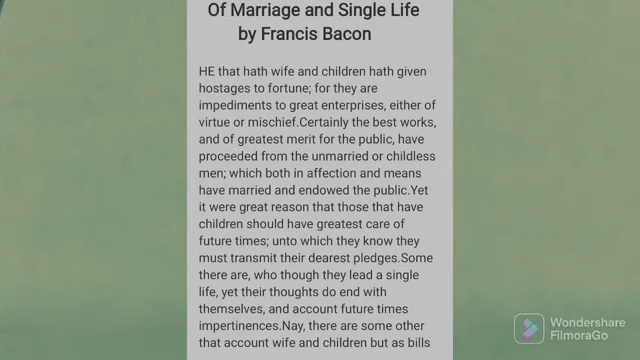 Of Marriage and Single Life
by Francis Bacon
HE that hath wife and children hath given
hostages to fortune; for they are
impediments to great enterprises, either of
virtue or mischief.Certainly the best works,
and of greatest merit for the public, have
proceeded from the unmarried or childless
men; which both in affection and means
have married and endowed the public.Yet
it were great reason that those that have
children should have greatest care of
future times; unto which they know they
must transmit their dearest pledges.Some
there are, who though they lead a single
life, yet their thoughts do end with
themselves, and account future times
impertinences.Nay, there are some other
that account wife and children but as bills
Wondershare
FilmoraGo